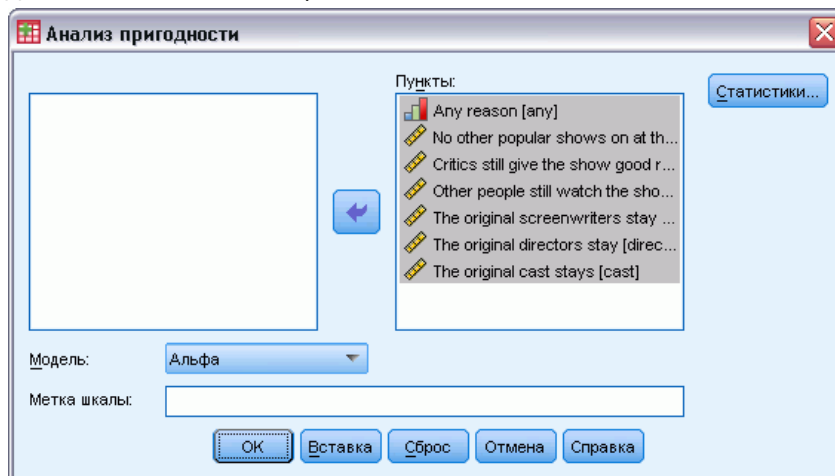 Анализ пригодности
Пункты:
Статистики...
Any reason [any]
No other popular shows on at th...
Critics still give the show good r...
Other people still watch the sho...
The original screenwriters stay ...
The original directors stay [direc...
The original cast stays [cast]
Модель:
Альфа
Метка шкалы:
OK Вставка Сброс Отмена Справка